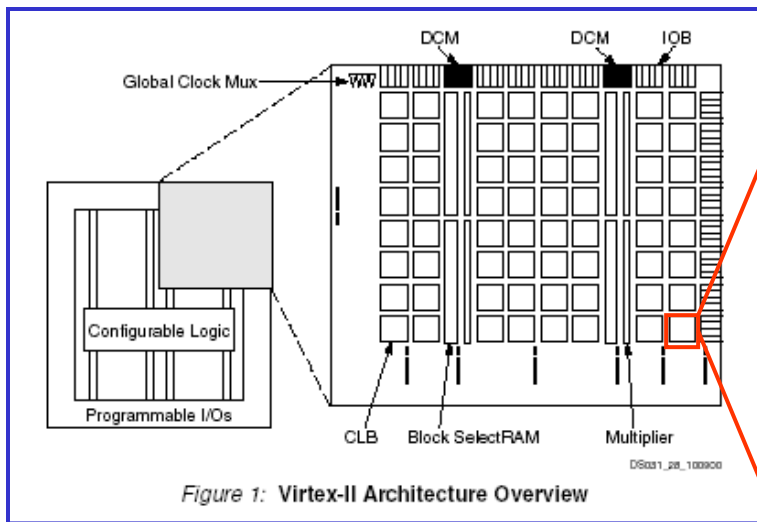 DCM DCM IOB
Global Clock Mux
Configurable Logic
Programmable I/Os
CLB Block SelectRAM Multiplier
DS031_28_100900
Figure 1: Virtex-II Architecture Overview